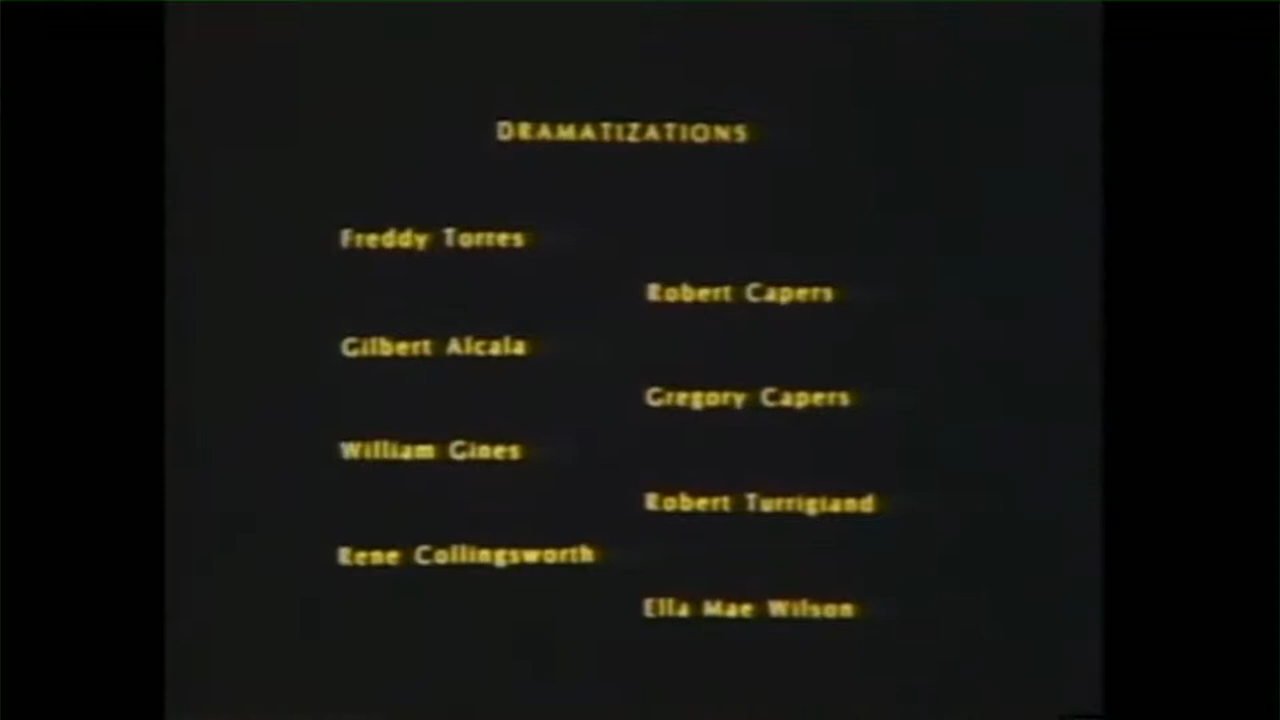 DRAMATIZATIONS
Freddy Torres
Robert Capers
Gilbert Alcala
Gregory Capers
William Gines
Robert Turrigiand
Rene Collingsworth
Ella Mae Wilson